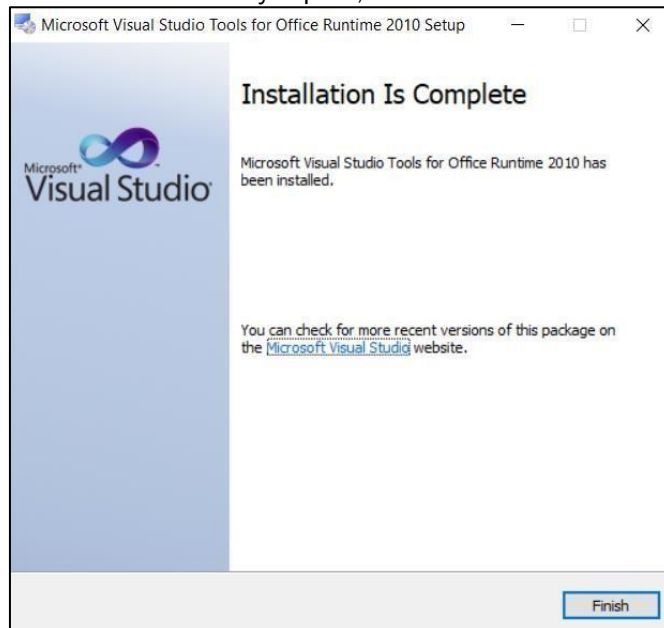 Microsoft Visual Studio Tools for Office Runtime 2010 Setup
Installation Is Complete
Microsoft Visual Studio Tools for Office Runtime 2010 has
been installed.
Microsoft®
Visual Studio®
You can check for more recent versions of this package on
the Microsoft Visual Studio website.
Finish